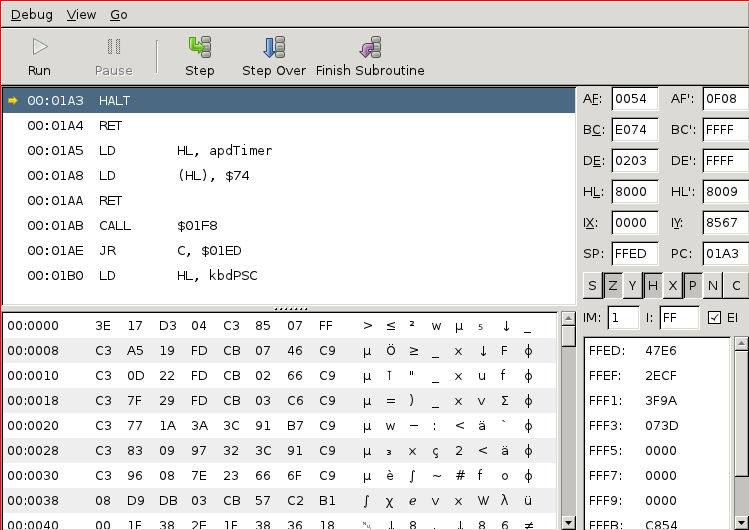 Debug View Go
Run Pause Step Step Over Finish Subroutine
00:01A3 HALT
00:01A4 RET
00:01A5 LD HL, apdTimer
00:01A8 LD (HL), $74
00:01AA RET
00:01AB CALL $01F8
00:01AE JR C, $01ED
00:01B0 LD HL, kbdPSC
AF: 0054 AF': 0F08
BC: E074 BC': FFFF
DE: 0203 DE': FFFF
HL: 8000 HL': 8009
IX: 0000 IY: 8567
SP: FFED PC: 01A3
S Z Y H X P N C
IM: 1 I: FF EI
00:0000 3E 17 D3 04 C3 85 07 FF > ≤ ² w µ ₅ ↓ _
00:0008 C3 A5 19 FD CB 07 46 C9 µ Ö ≥ _ x ↓ F ϕ
00:0010 C3 0D 22 FD CB 02 66 C9 µ " _ x u f ϕ
00:0018 C3 7F 29 FD CB 03 C6 C9 µ = ) _ x v Σ ϕ
00:0020 C3 77 1A 3A 3C 91 B7 C9 µ w − : < ä ` ϕ
00:0028 C3 83 09 97 32 3C 91 C9 µ ₃ x ç 2 < ä ϕ
00:0030 C3 96 08 7E 23 66 6F C9 µ è ∫ ~ # f o ϕ
00:0038 08 D9 DB 03 CB 57 C2 B1 ∫ χ e v x W λ ü
00:0040 00 1F 38 2E 1F 38 36 18 ↓ 8 . ↓ 8 6 ≠
FFED: 47E6
FFEF: 2ECF
FFF1: 3F9A
FFF3: 073D
FFF5: 0000
FFF7: 0000
FFF9: 0000
FFFB: C854